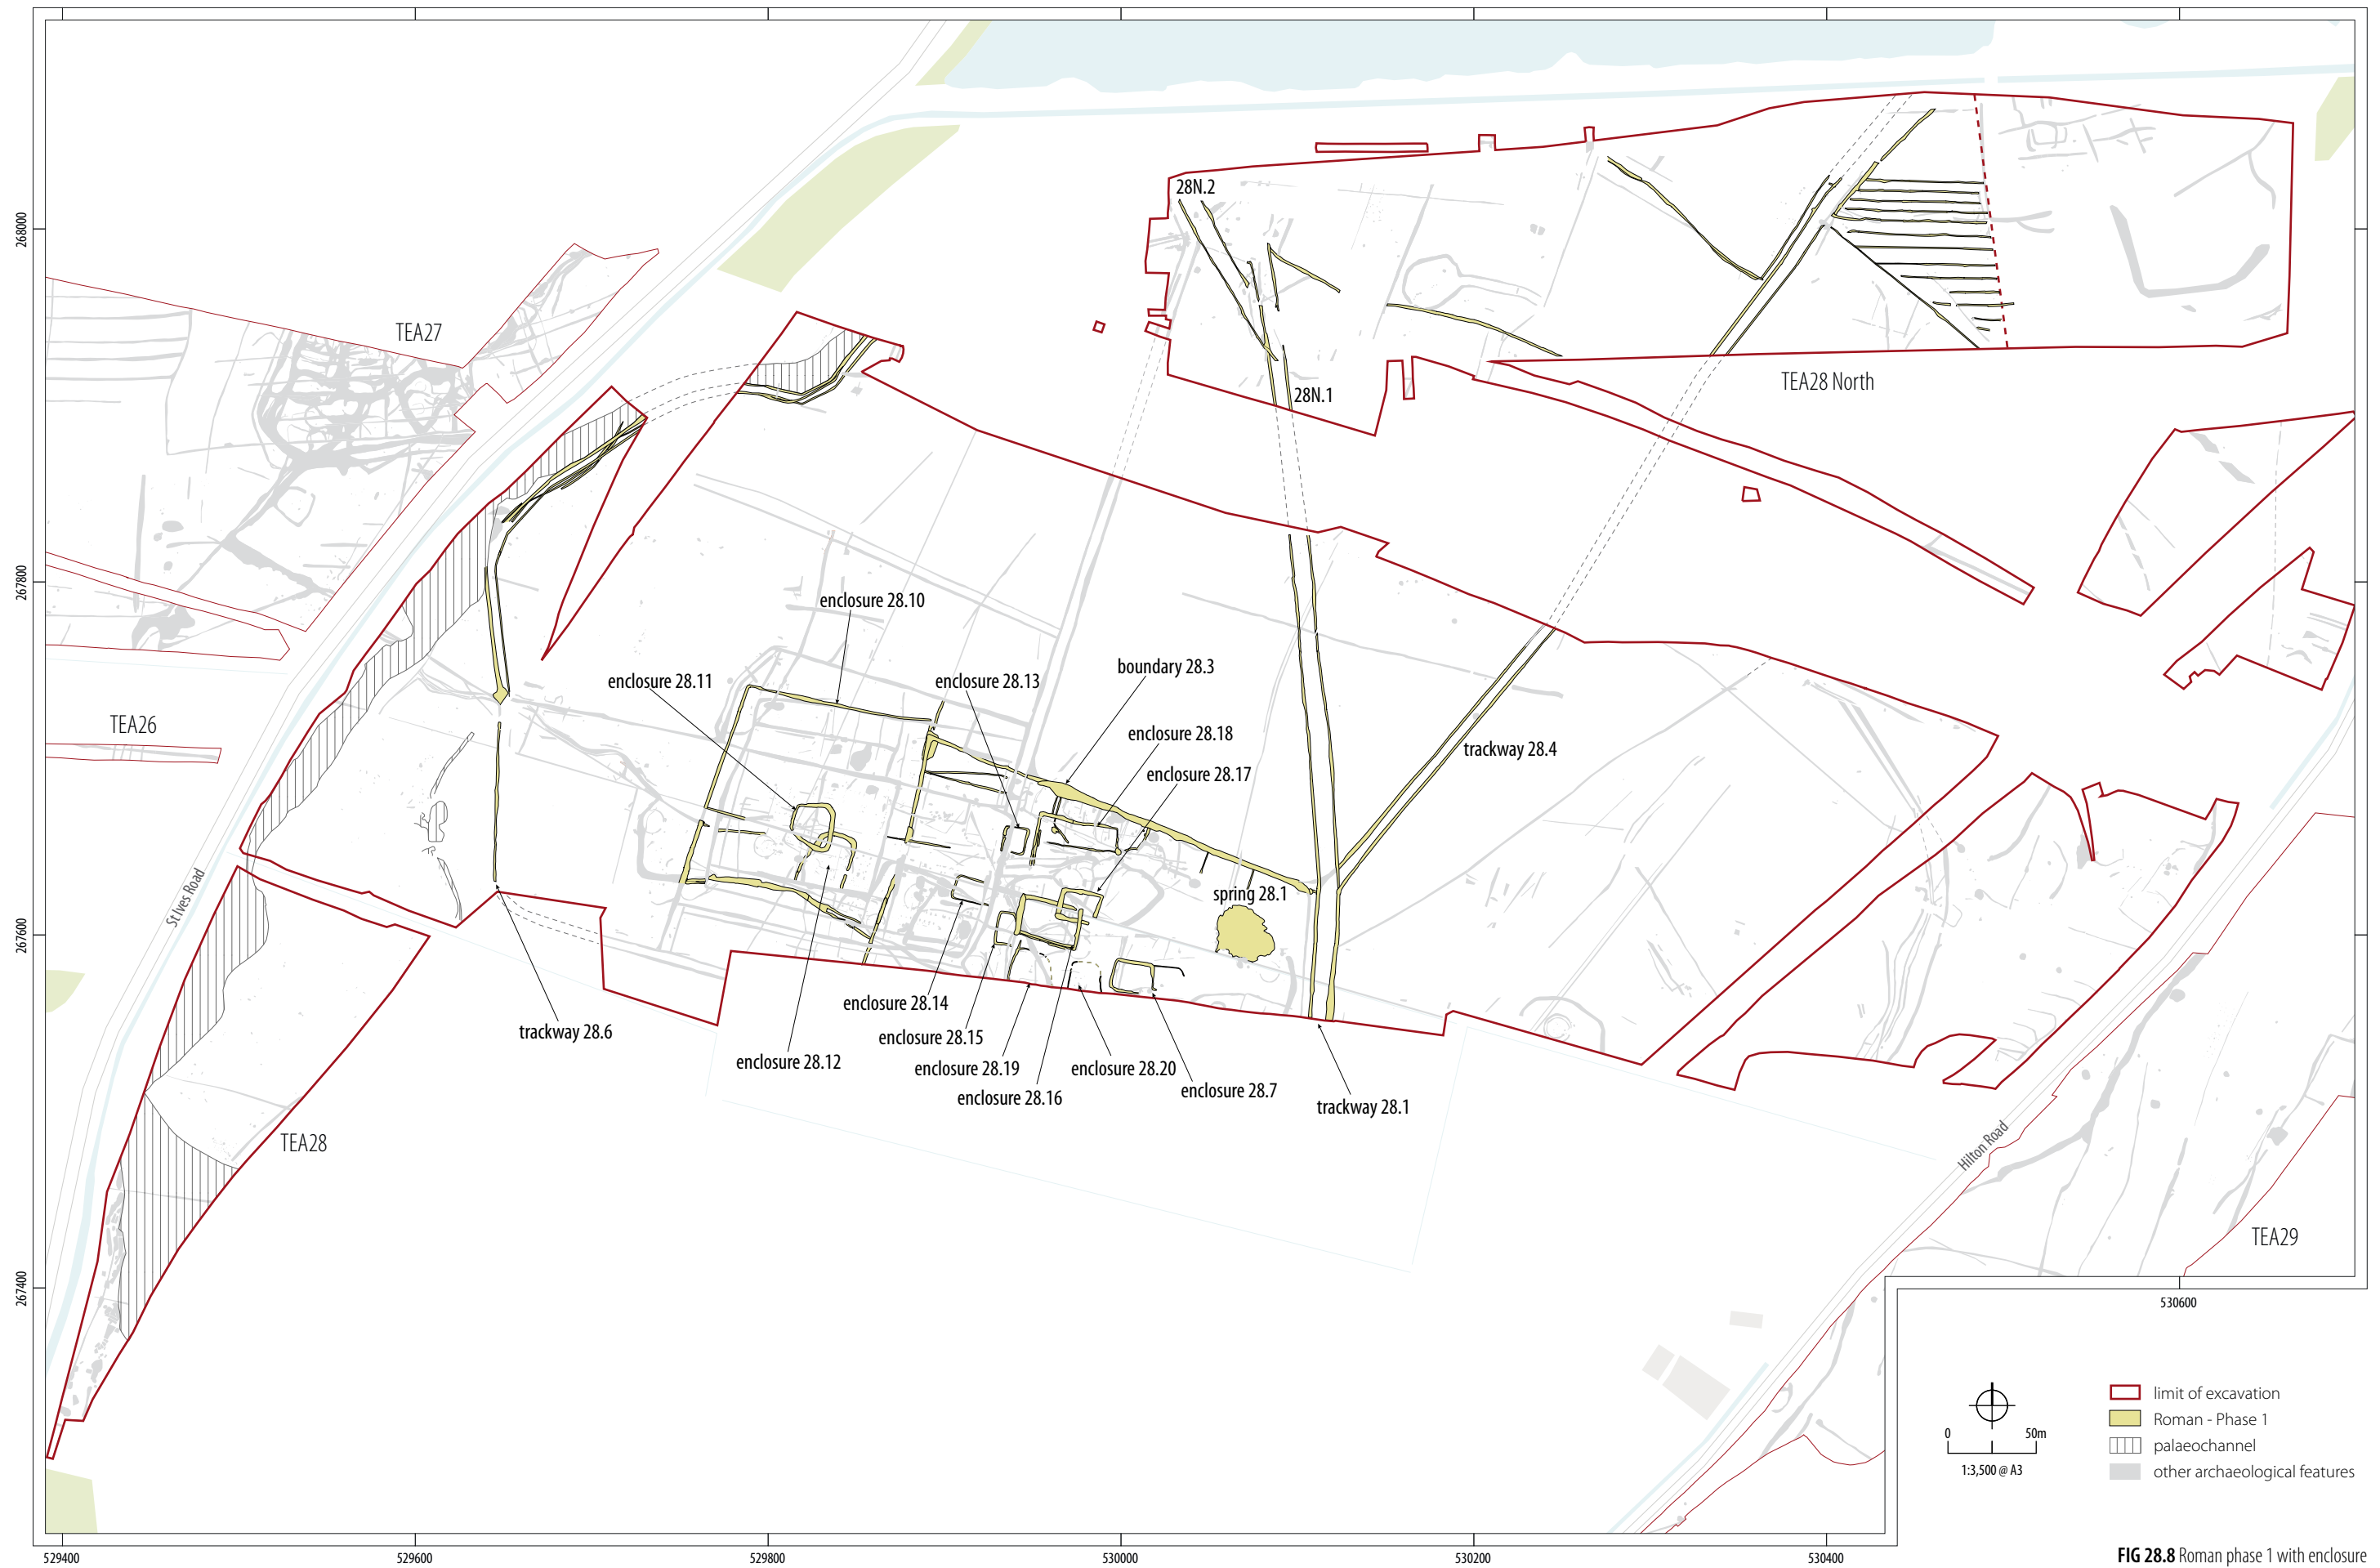 28N.2
268000
TEA27
TEA28 North
28N.1
267800
enclosure 28.10
enclosure 28.11
enclosure 28.13
boundary 28.3
TEA26
enclosure 28.18
trackway 28.4
enclosure 28.17
St Ives Road
spring 28.1
267600
enclosure 28.14
trackway 28.6
enclosure 28.15
enclosure 28.12
enclosure 28.19
enclosure 28.20
enclosure 28.7
enclosure 28.16
trackway 28.1
TEA28
Hilton Road
TEA29
267400
530600
0 50m
1:3,500 @ A3
limit of excavation
Roman - Phase 1
palaeochannel
other archaeological features
529400
529600
529800
530000
530200
530400
FIG 28.8 Roman phase 1 with enclosure